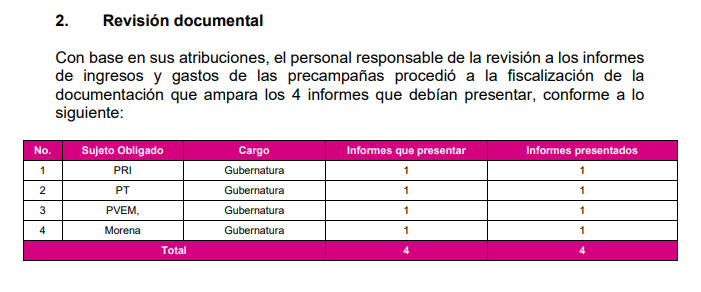 2. Revisión documental
Con base en sus atribuciones, el personal responsable de la revisión a los informes
de ingresos y gastos de las precampañas procedió a la fiscalización de la
documentación que ampara los 4 informes que debían presentar, conforme a lo
siguiente:
No. Sujeto Obligado Cargo Informes que presentar Informes presentados
1 PRI Gubernatura 1 1
2 PT Gubernatura 1 1
3 PVEM, Gubernatura 1 1
4 Morena Gubernatura 1 1
Total 4 4